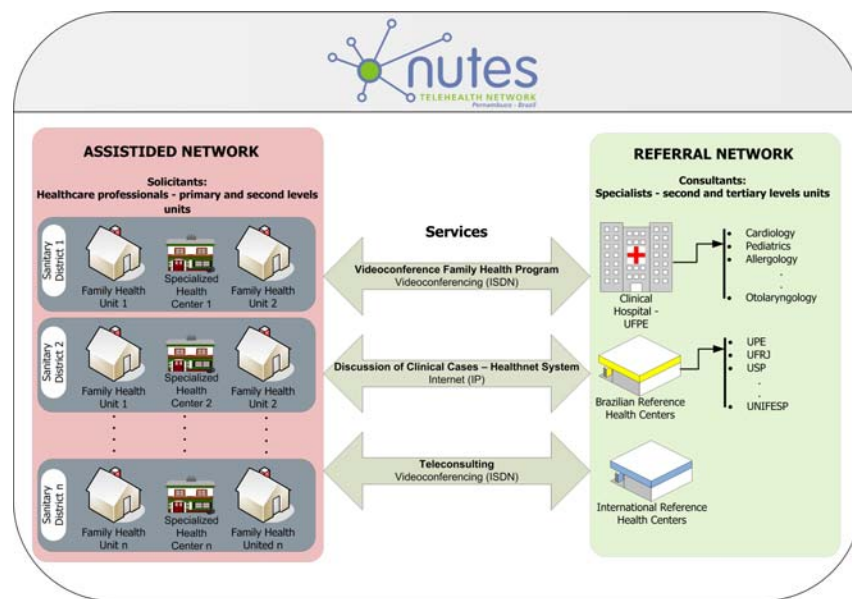 nutes
TELEHEALTH NETWORK
Pernambuco - Brazil
ASSISTIDED NETWORK
Solicitants:
Healthcare professionals - primary and second levels
units
Sanitary
District 1
Family Health
Unit 1
Specialized
Health
Center 1
Family Health
Unit 2
Sanitary
District 2
Family Health
Unit 1
Specialized
Health
Center 2
Family Health
Unit 2
Sanitary
District n
Family Health
Unit n
Specialized
Health
Center n
Family Health
United n
Services
Videoconference Family Health Program
Videoconferencing (ISDN)
Discussion of Clinical Cases – Healthnet System
Internet (IP)
Teleconsulting
Videoconferencing (ISDN)
REFERRAL NETWORK
Consultants:
Specialists - second and tertiary levels units
Clinical
Hospital -
UFPE
• Cardiology
• Pediatrics
• Allergology
.
.
• Otolaryngology
Brazilian Reference
Health Centers
• UPE
• UFRJ
• USP
.
.
• UNIFESP
International Reference
Health Centers